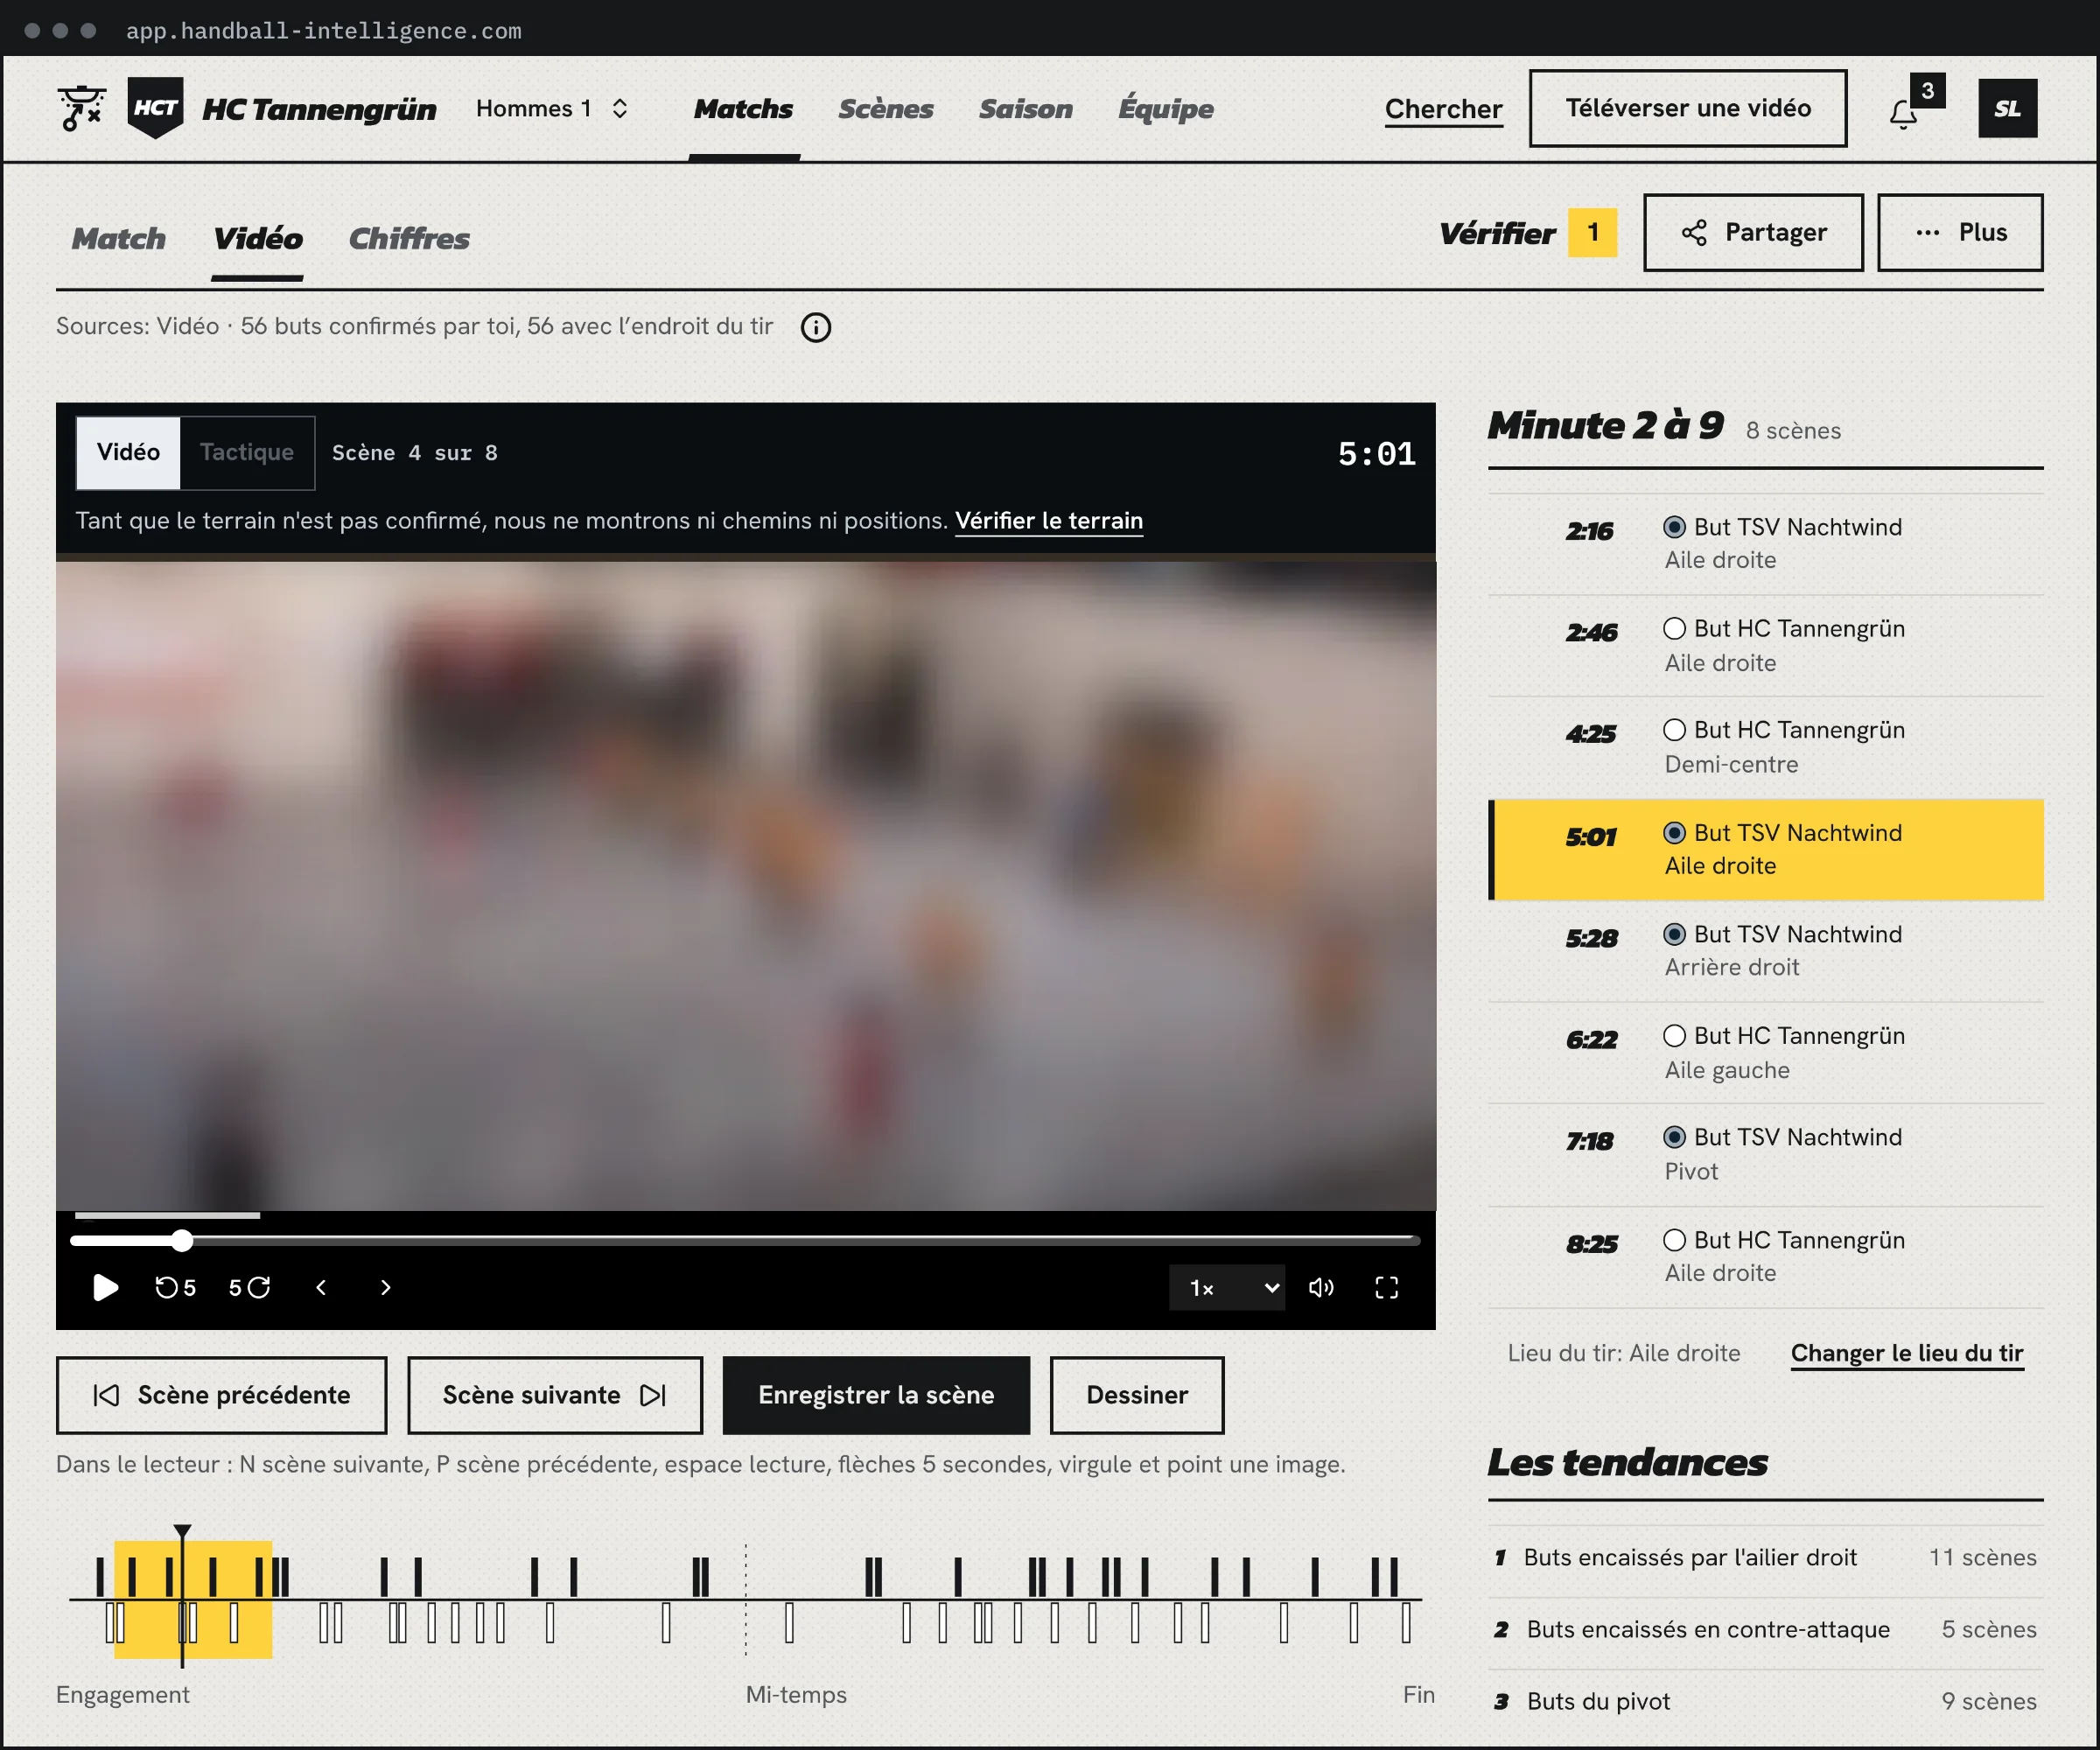 app.handball-intelligence.com
HCT
HC Tannengrün
Hommes 1
Matchs
Scènes
Saison
Équipe
Chercher
Téléverser une vidéo
3
SL
Match
Vidéo
Chiffres
Vérifier 1
Partager
Plus
Sources: Vidéo · 56 buts confirmés par toi, 56 avec l’endroit du tir
Vidéo
Tactique
Scène 4 sur 8
5:01
Tant que le terrain n'est pas confirmé, nous ne montrons ni chemins ni positions. Vérifier le terrain
5
5
1×
Scène précédente
Scène suivante
Enregistrer la scène
Dessiner
Dans le lecteur : N scène suivante, P scène précédente, espace lecture, flèches 5 secondes, virgule et point une image.
Engagement
Mi-temps
Fin
Minute 2 à 9
8 scènes
2:16 But TSV Nachtwind
Aile droite
2:46 But HC Tannengrün
Aile droite
4:25 But HC Tannengrün
Demi-centre
5:01 But TSV Nachtwind
Aile droite
5:28 But TSV Nachtwind
Arrière droit
6:22 But HC Tannengrün
Aile gauche
7:18 But TSV Nachtwind
Pivot
8:25 But HC Tannengrün
Aile droite
Lieu du tir: Aile droite
Changer le lieu du tir
Les tendances
1 Buts encaissés par l'ailier droit 11 scènes
2 Buts encaissés en contre-attaque 5 scènes
3 Buts du pivot 9 scènes